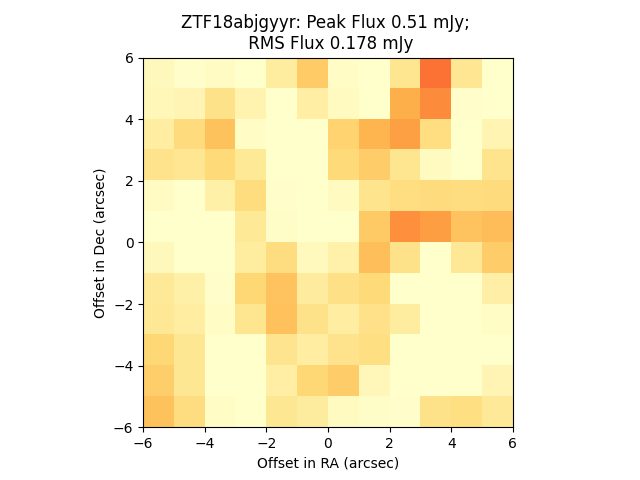 ZTF18abjgyyr: Peak Flux 0.51 mJy;
RMS Flux 0.178 mJy
6
4
2
0
−2
−4
−6
Offset in Dec (arcsec)
−6 −4 −2 0 2 4 6
Offset in RA (arcsec)